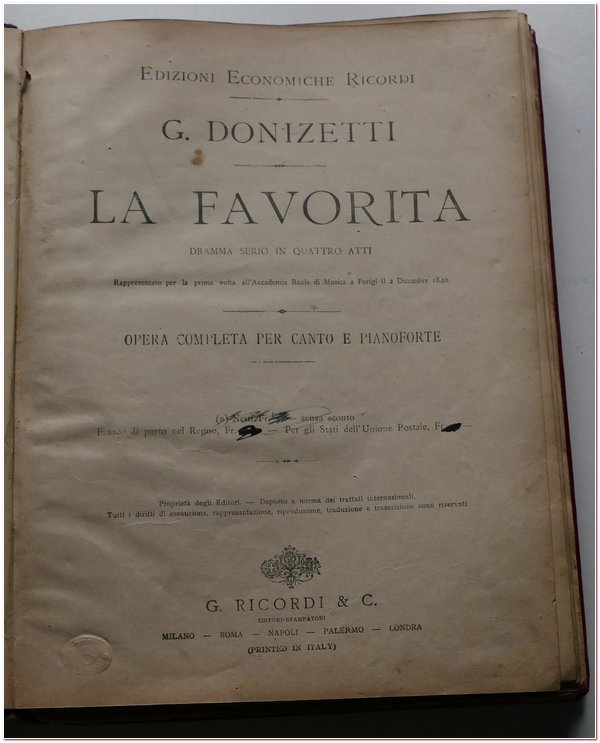 EDIZIONI ECONOMICHE RICORDI
G. DONIZETTI
LA FAVORITA
DRAMMA SERIO IN QUATTRO ATTI
Rappresentato per la prima volta all'Accademia Reale di Musica a Parigi il 2 Dicembre 1840.
OPERA COMPLETA PER CANTO E PIANOFORTE
(B) Netti Fr. — senza sconto
Franco di porto nel Regno, Fr. — Per gli Stati dell'Unione Postale, Fr. —
Proprietà degli Editori. — Deposto a norma dei trattati internazionali.
Tutti i diritti di esecuzione, rappresentazione, riproduzione, traduzione e trascrizione sono riservati.
G. RICORDI & C.
EDITORI-STAMPATORI
MILANO — ROMA — NAPOLI — PALERMO — LONDRA
(PRINTED IN ITALY)